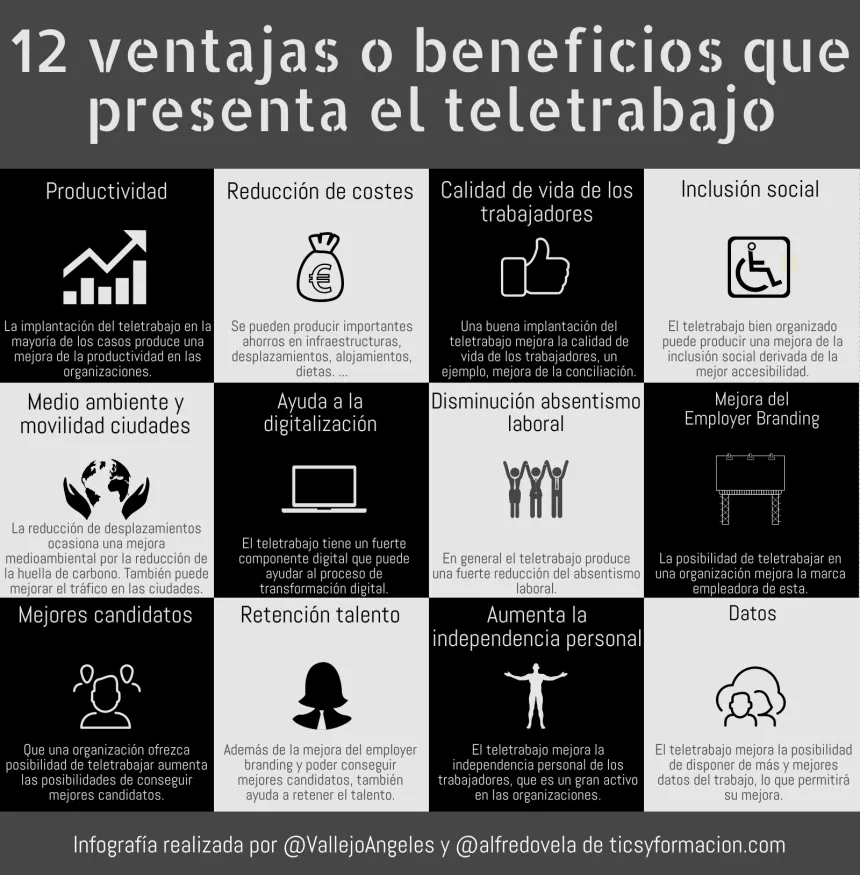 12 ventajas o beneficios que
presenta el teletrabajo
Productividad
La implantación del teletrabajo en la
mayoría de los casos produce una
mejora de la productividad en las
organizaciones.
Reducción de costes
€
Se pueden producir importantes
ahorros en infraestructuras,
desplazamientos, alojamientos,
dietas. ...
Calidad de vida de los
trabajadores
Una buena implantación del
teletrabajo mejora la calidad de
vida de los trabajadores, un
ejemplo, mejora de la conciliación.
Inclusión social
El teletrabajo bien organizado
puede producir una mejora de la
inclusión social derivada de la
mejor accesibilidad.
Medio ambiente y
movilidad ciudades
La reducción de desplazamientos
ocasiona una mejora
medioambiental por la reducción de
la huella de carbono. También puede
mejorar el tráfico en las ciudades.
Ayuda a la
digitalización
El teletrabajo tiene un fuerte
componente digital que puede
ayudar al proceso de
transformación digital.
Disminución absentismo
laboral
En general el teletrabajo produce
una fuerte reducción del absentismo
laboral.
Mejora del
Employer Branding
La posibilidad de teletrabajar en
una organización mejora la marca
empleadora de esta.
Mejores candidatos
Que una organización ofrezca
posibilidad de teletrabajar aumenta
las posibilidades de conseguir
mejores candidatos.
Retención talento
Además de la mejora del employer
branding y poder conseguir
mejores candidatos, también
ayuda a retener el talento.
Aumenta la
independencia personal
El teletrabajo mejora la
independencia personal de los
trabajadores, que es un gran activo
en las organizaciones.
Datos
El teletrabajo mejora la posibilidad
de disponer de más y mejores
datos del trabajo, lo que permitirá
su mejora.
Infografía realizada por @VallejoAngeles y @alfredovela de ticsyformacion.com